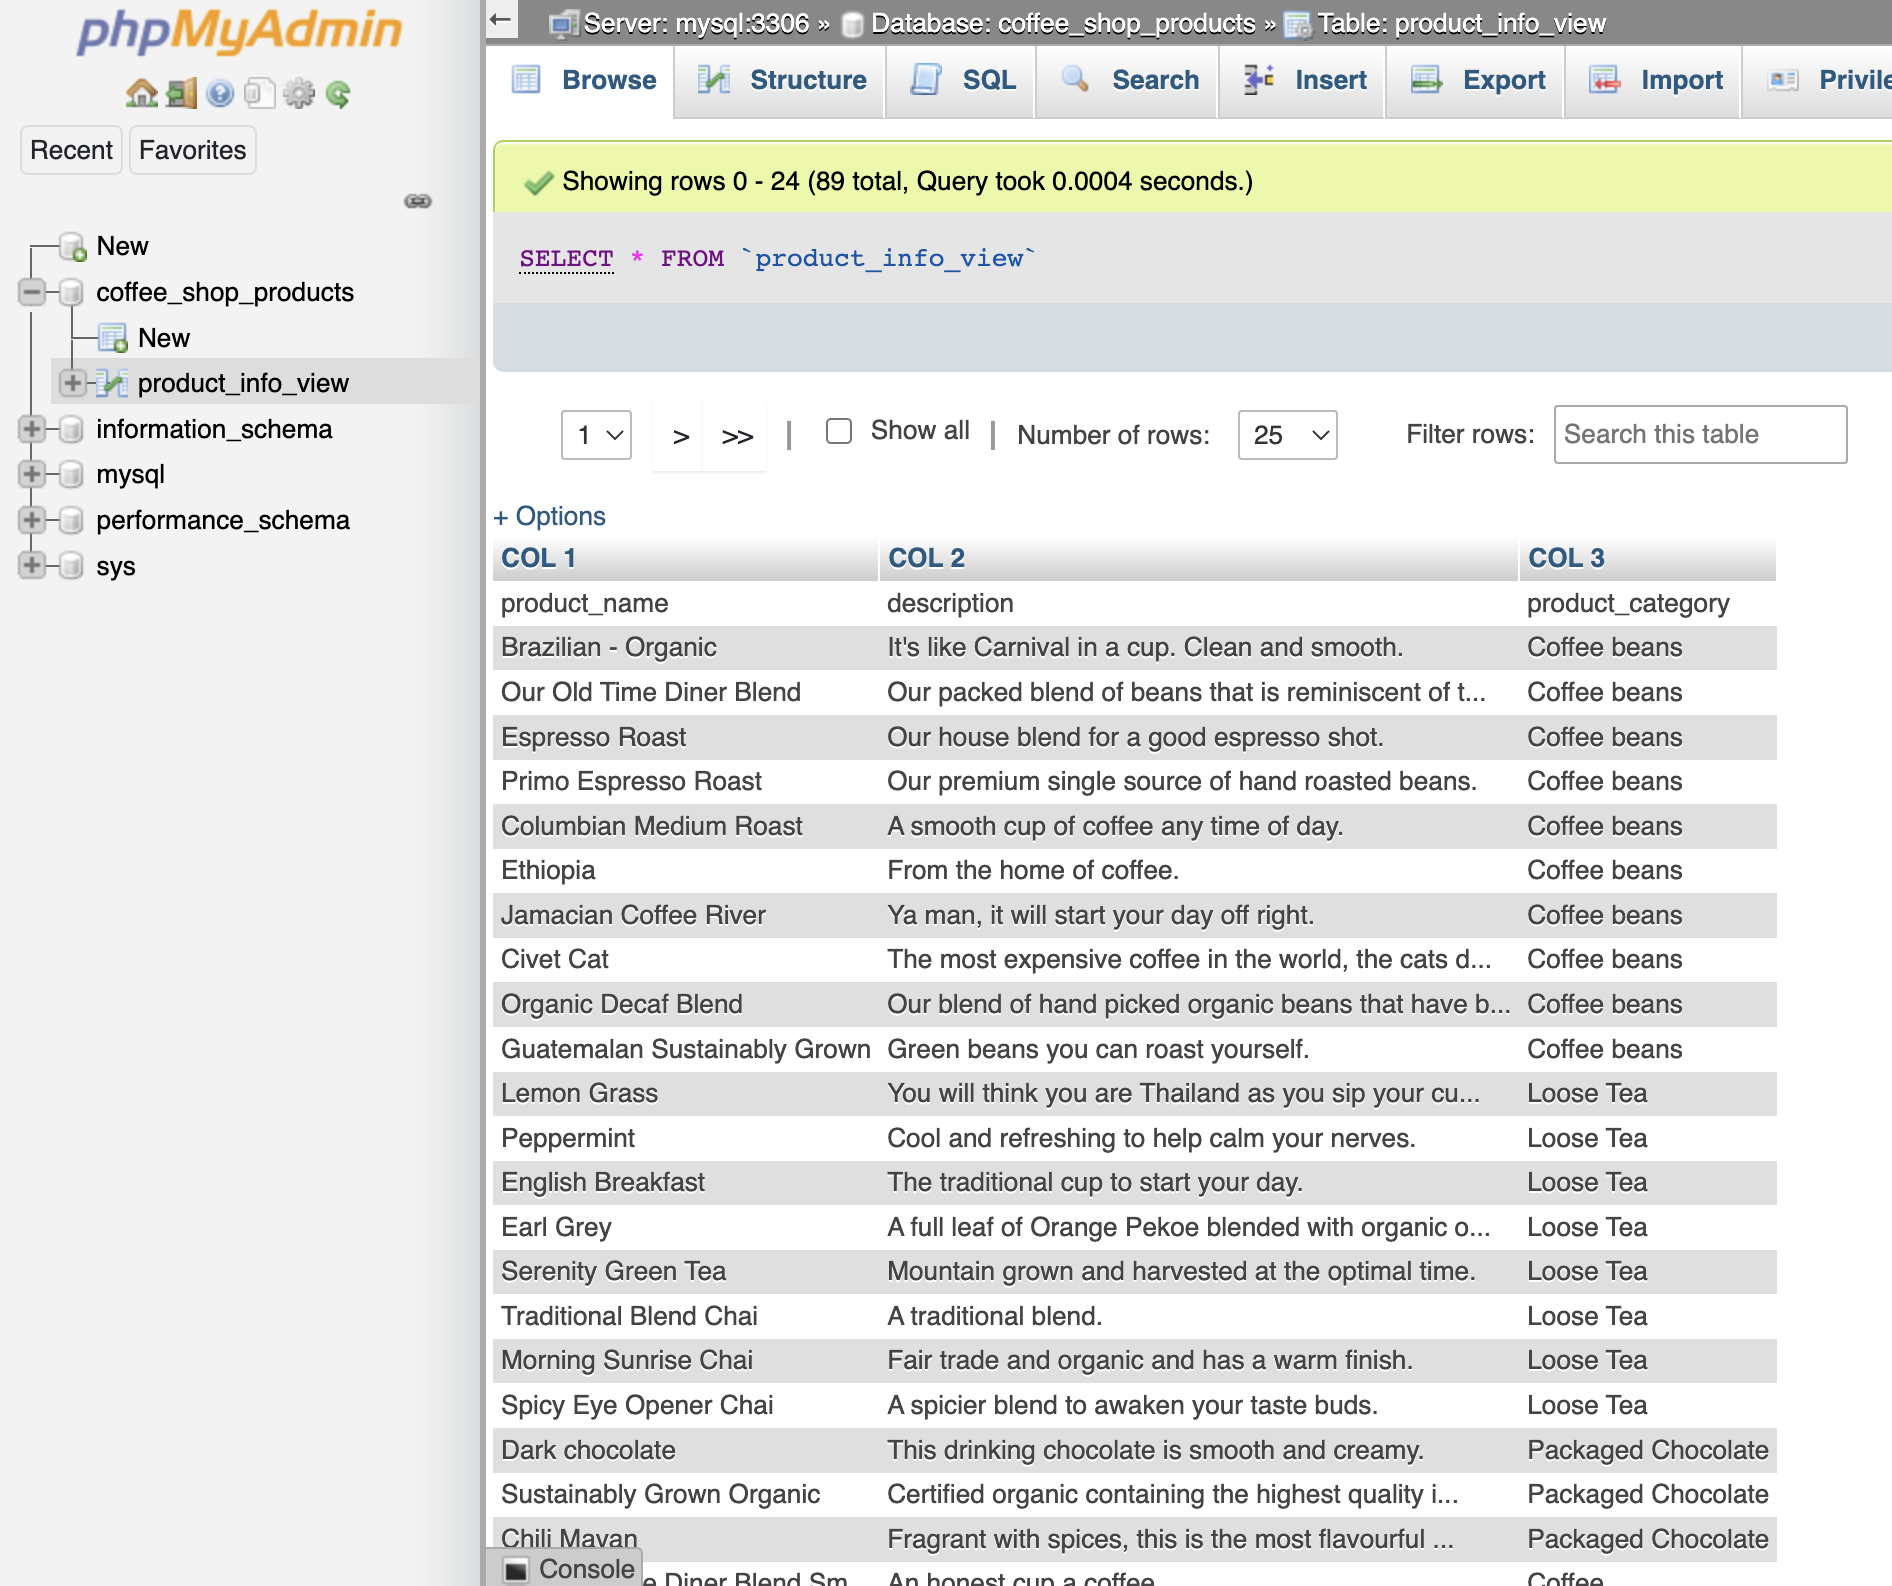 phpMyAdmin
Recent Favorites
New
coffee_shop_products
New
product_info_view
information_schema
mysql
performance_schema
sys
Server: mysql:3306 » Database: coffee_shop_products » Table: product_info_view
Browse Structure SQL Search Insert Export Import Privile
Showing rows 0 - 24 (89 total, Query took 0.0004 seconds.)
SELECT * FROM `product_info_view`
1 > >> | Show all | Number of rows: 25 Filter rows: Search this table
+ Options
COL 1 COL 2 COL 3
product_name description product_category
Brazilian - Organic It's like Carnival in a cup. Clean and smooth. Coffee beans
Our Old Time Diner Blend Our packed blend of beans that is reminiscent of t... Coffee beans
Espresso Roast Our house blend for a good espresso shot. Coffee beans
Primo Espresso Roast Our premium single source of hand roasted beans. Coffee beans
Columbian Medium Roast A smooth cup of coffee any time of day. Coffee beans
Ethiopia From the home of coffee. Coffee beans
Jamacian Coffee River Ya man, it will start your day off right. Coffee beans
Civet Cat The most expensive coffee in the world, the cats d... Coffee beans
Organic Decaf Blend Our blend of hand picked organic beans that have b... Coffee beans
Guatemalan Sustainably Grown Green beans you can roast yourself. Coffee beans
Lemon Grass You will think you are Thailand as you sip your cu... Loose Tea
Peppermint Cool and refreshing to help calm your nerves. Loose Tea
English Breakfast The traditional cup to start your day. Loose Tea
Earl Grey A full leaf of Orange Pekoe blended with organic o... Loose Tea
Serenity Green Tea Mountain grown and harvested at the optimal time. Loose Tea
Traditional Blend Chai A traditional blend. Loose Tea
Morning Sunrise Chai Fair trade and organic and has a warm finish. Loose Tea
Spicy Eye Opener Chai A spicier blend to awaken your taste buds. Loose Tea
Dark chocolate This drinking chocolate is smooth and creamy. Packaged Chocolate
Sustainably Grown Organic Certified organic containing the highest quality i... Packaged Chocolate
Chili Mayan Fragrant with spices, this is the most flavourful ... Packaged Chocolate
e Diner Blend Sm An honest cup a coffee. Coffee
Console